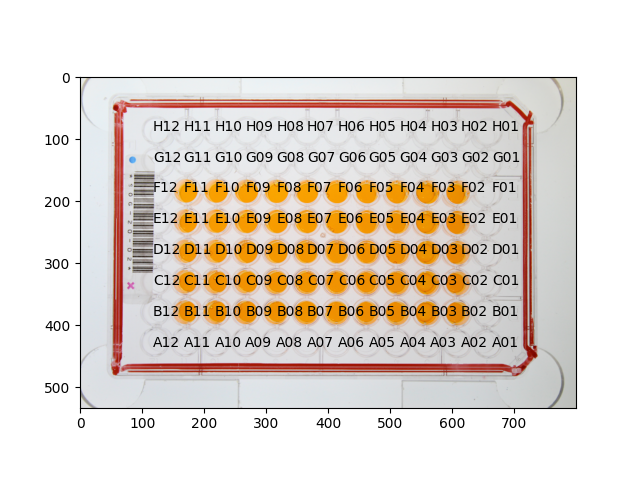 0
100
200
300
400
500
H12 H11 H10 H09 H08 H07 H06 H05 H04 H03 H02 H01
G12 G11 G10 G09 G08 G07 G06 G05 G04 G03 G02 G01
F12 F11 F10 F09 F08 F07 F06 F05 F04 F03 F02 F01
E12 E11 E10 E09 E08 E07 E06 E05 E04 E03 E02 E01
D12 D11 D10 D09 D08 D07 D06 D05 D04 D03 D02 D01
C12 C11 C10 C09 C08 C07 C06 C05 C04 C03 C02 C01
B12 B11 B10 B09 B08 B07 B06 B05 B04 B03 B02 B01
A12 A11 A10 A09 A08 A07 A06 A05 A04 A03 A02 A01
0 100 200 300 400 500 600 700